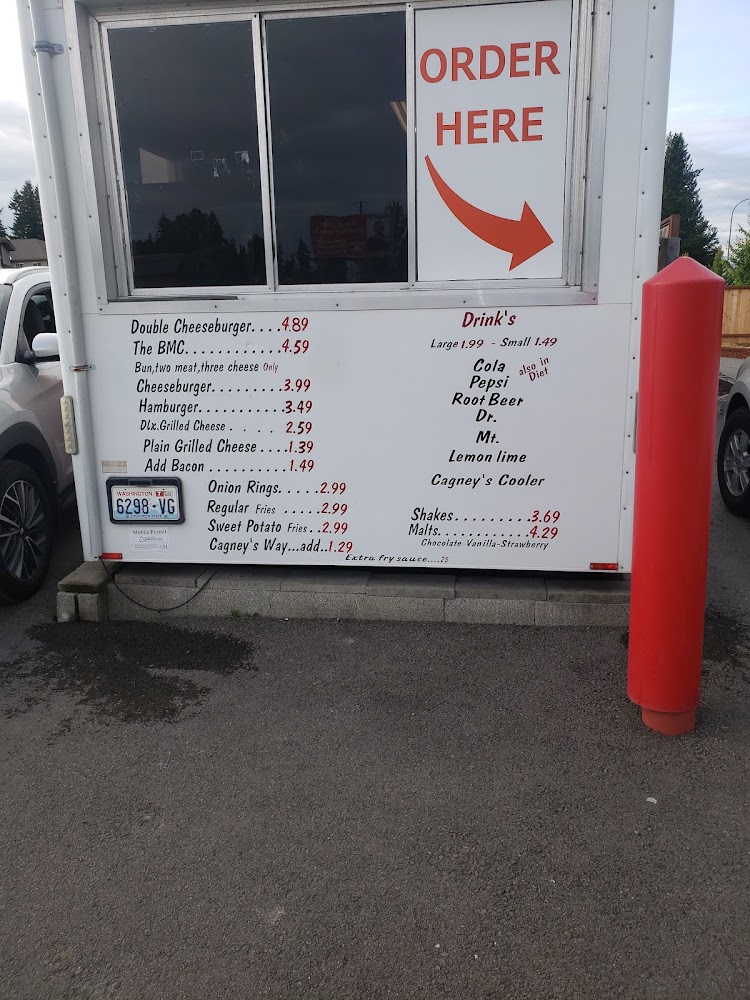 ORDER
HERE
Double Cheeseburger....4.89
The BMC............4.59
Bun,two meat,three cheese Only
Cheeseburger.........3.99
Hamburger..........3.49
Dlx.Grilled Cheese . . . . 2.59
Plain Grilled Cheese....1.39
Add Bacon ..........1.49
Onion Rings.....2.99
Regular Fries .....2.99
Sweet Potato Fries..2.99
Cagney's Way...add..1.29
Extra fry sauce....25
Drink's
Large 1.99 - Small 1.49
Cola
Pepsi
also in
Diet
Root Beer
Dr.
Mt.
Lemon lime
Cagney's Cooler
Shakes.........3.69
Malts............4.29
Chocolate-Vanilla-Strawberry
WASHINGTON
6298-VG